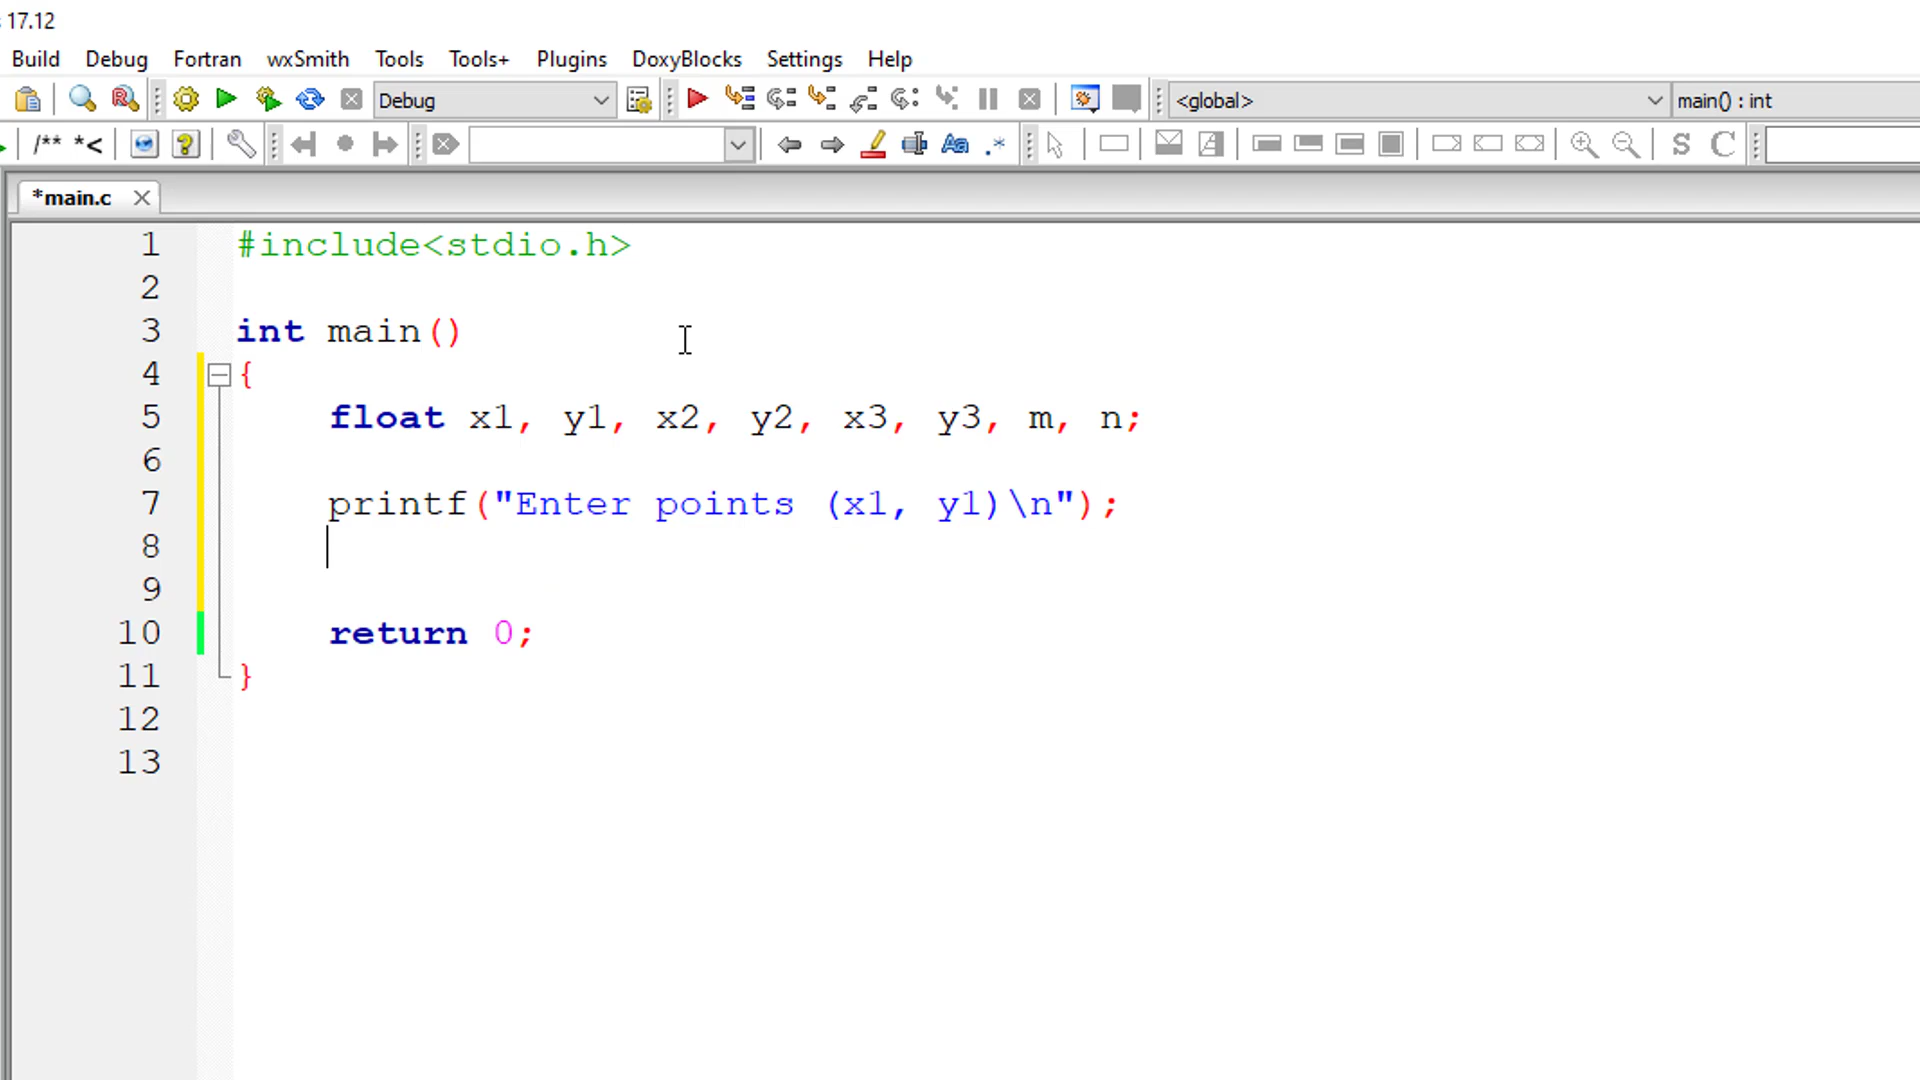 17.12
Build Debug Fortran wxSmith Tools Tools+ Plugins DoxyBlocks Settings Help
Debug <global> main() : int
/** *< Aa .* S C
*main.c
1 #include<stdio.h>
2
3 int main()
4 {
5 float x1, y1, x2, y2, x3, y3, m, n;
6
7 printf("Enter points (x1, y1)\n");
8
9
10 return 0;
11 }
12
13